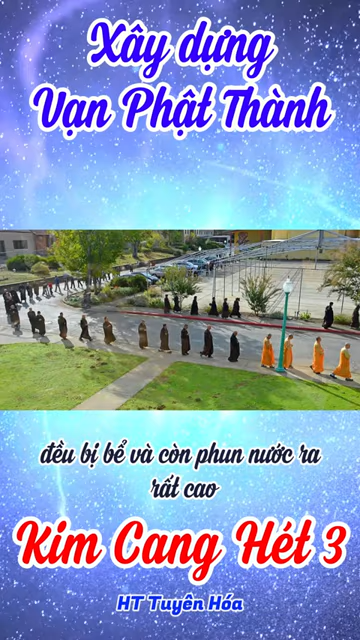 Xây dựng
Vạn Phật Thành
đều bị bể và còn phun nước ra
rất cao
Kim Cang Hét 3
HT Tuyên Hóa